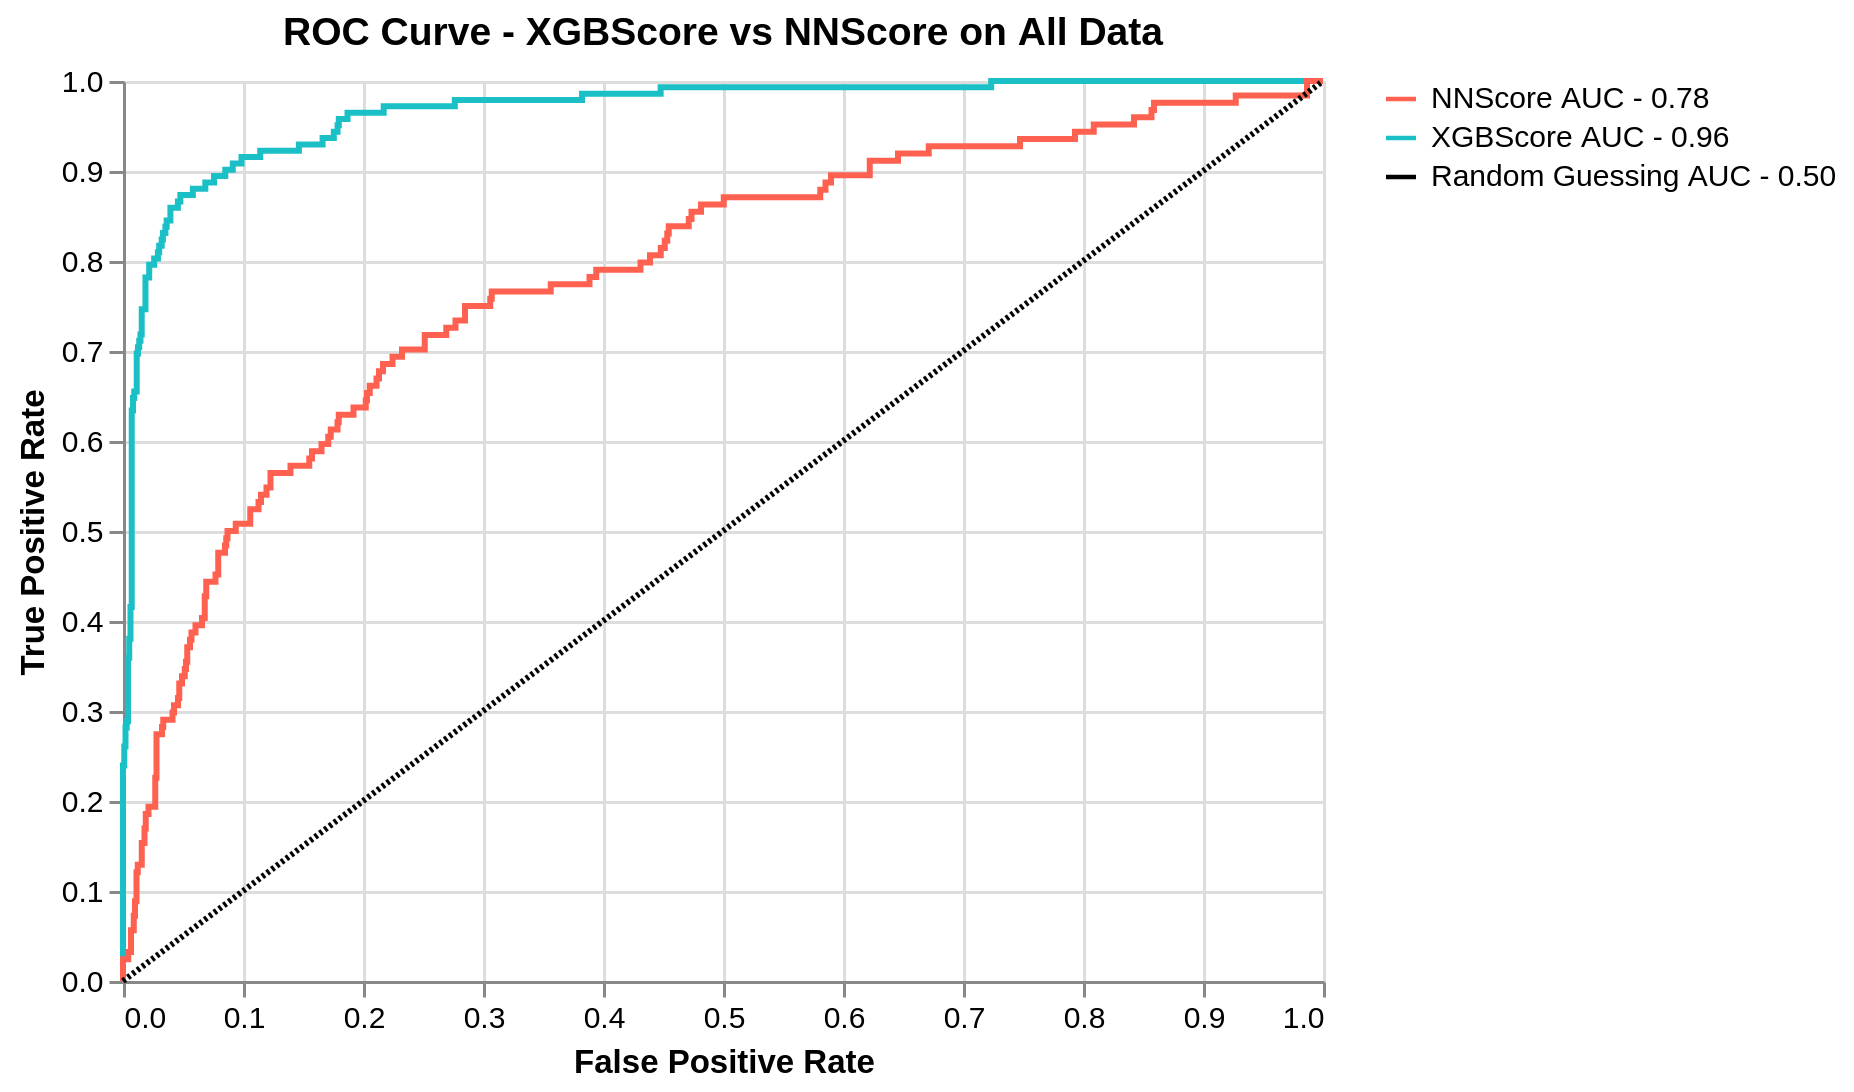 ROC Curve - XGBScore vs NNScore on All Data
NNScore AUC - 0.78
XGBScore AUC - 0.96
Random Guessing AUC - 0.50
True Positive Rate
1.0
0.9
0.8
0.7
0.6
0.5
0.4
0.3
0.2
0.1
0.0
0.0 0.1 0.2 0.3 0.4 0.5 0.6 0.7 0.8 0.9 1.0
False Positive Rate